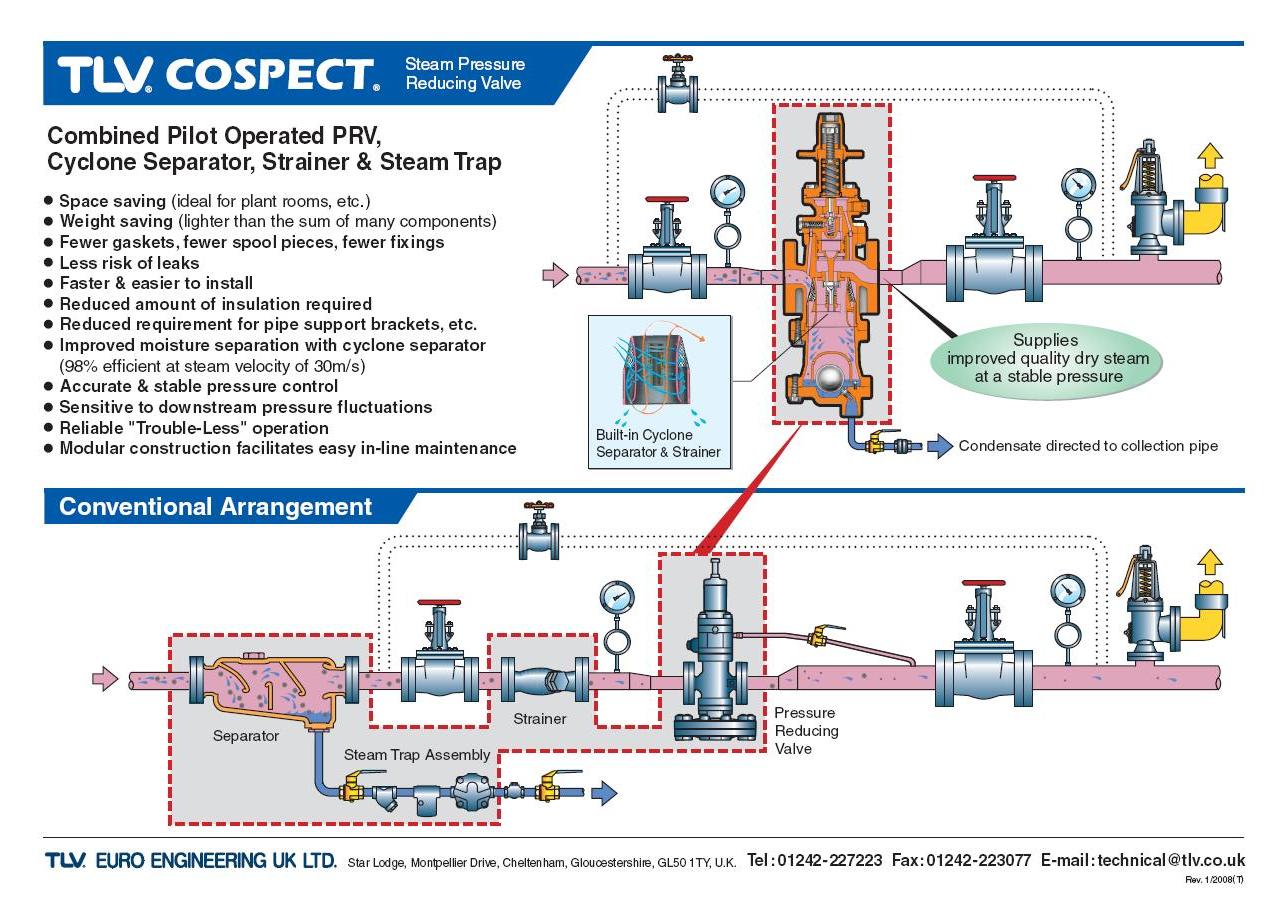 TLV® COSPECT®
Steam Pressure
Reducing Valve
Combined Pilot Operated PRV,
Cyclone Separator, Strainer & Steam Trap
● Space saving (ideal for plant rooms, etc.)
● Weight saving (lighter than the sum of many components)
● Fewer gaskets, fewer spool pieces, fewer fixings
● Less risk of leaks
● Faster & easier to install
● Reduced amount of insulation required
● Reduced requirement for pipe support brackets, etc.
● Improved moisture separation with cyclone separator
(98% efficient at steam velocity of 30m/s)
● Accurate & stable pressure control
● Sensitive to downstream pressure fluctuations
● Reliable "Trouble-Less" operation
● Modular construction facilitates easy in-line maintenance
Built-in Cyclone
Separator & Strainer
Supplies
improved quality dry steam
at a stable pressure
Condensate directed to collection pipe
Conventional Arrangement
Separator
Strainer
Steam Trap Assembly
Pressure
Reducing
Valve
TLV® EURO ENGINEERING UK LTD. Star Lodge, Montpellier Drive, Cheltenham, Gloucestershire, GL50 1TY, U.K. Tel:01242-227223 Fax:01242-223077 E-mail:technical@tlv.co.uk
Rev. 1/2008(T)